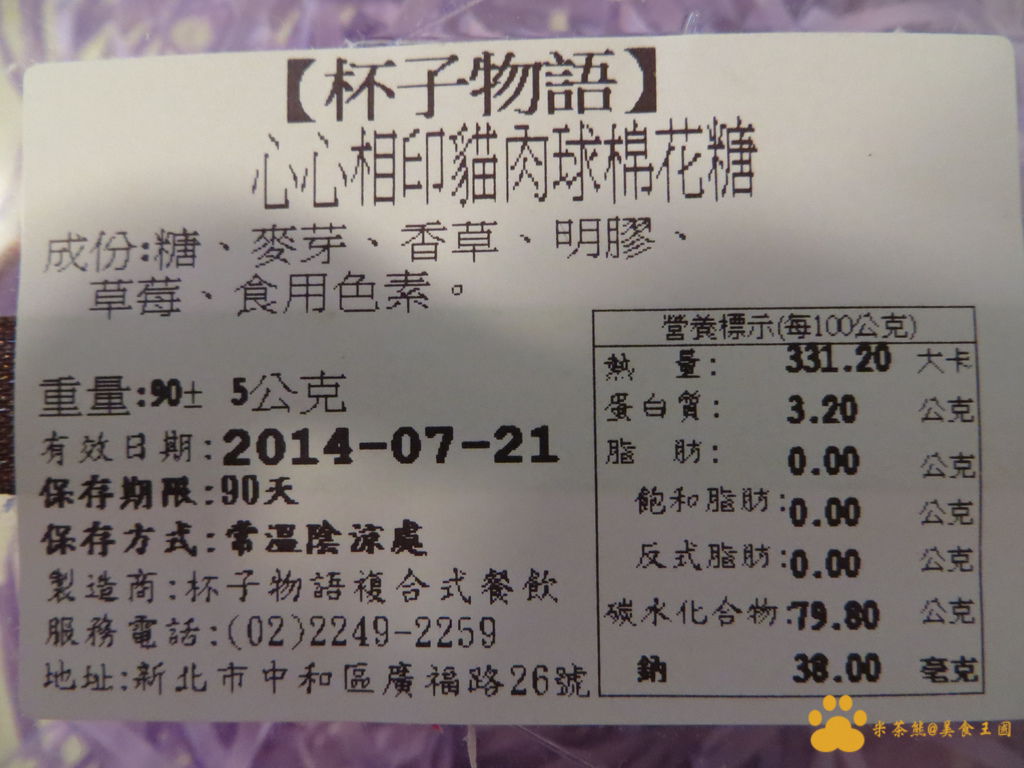 【杯子物語】
心心相印貓肉球棉花糖
成份:糖、麥芽、香草、明膠、
草莓、食用色素。
重量:90± 5公克
有效日期:2014-07-21
保存期限:90天
保存方式:常溫陰涼處
製造商:杯子物語複合式餐飲
服務電話:(02)2249-2259
地址:新北市中和區廣福路26號
營養標示(每100公克)
熱 量: 331.20 大卡
蛋白質: 3.20 公克
脂 肪: 0.00 公克
飽和脂肪:0.00 公克
反式脂肪:0.00 公克
碳水化合物:79.80 公克
鈉 38.00 毫克
米茶熊@美食王國